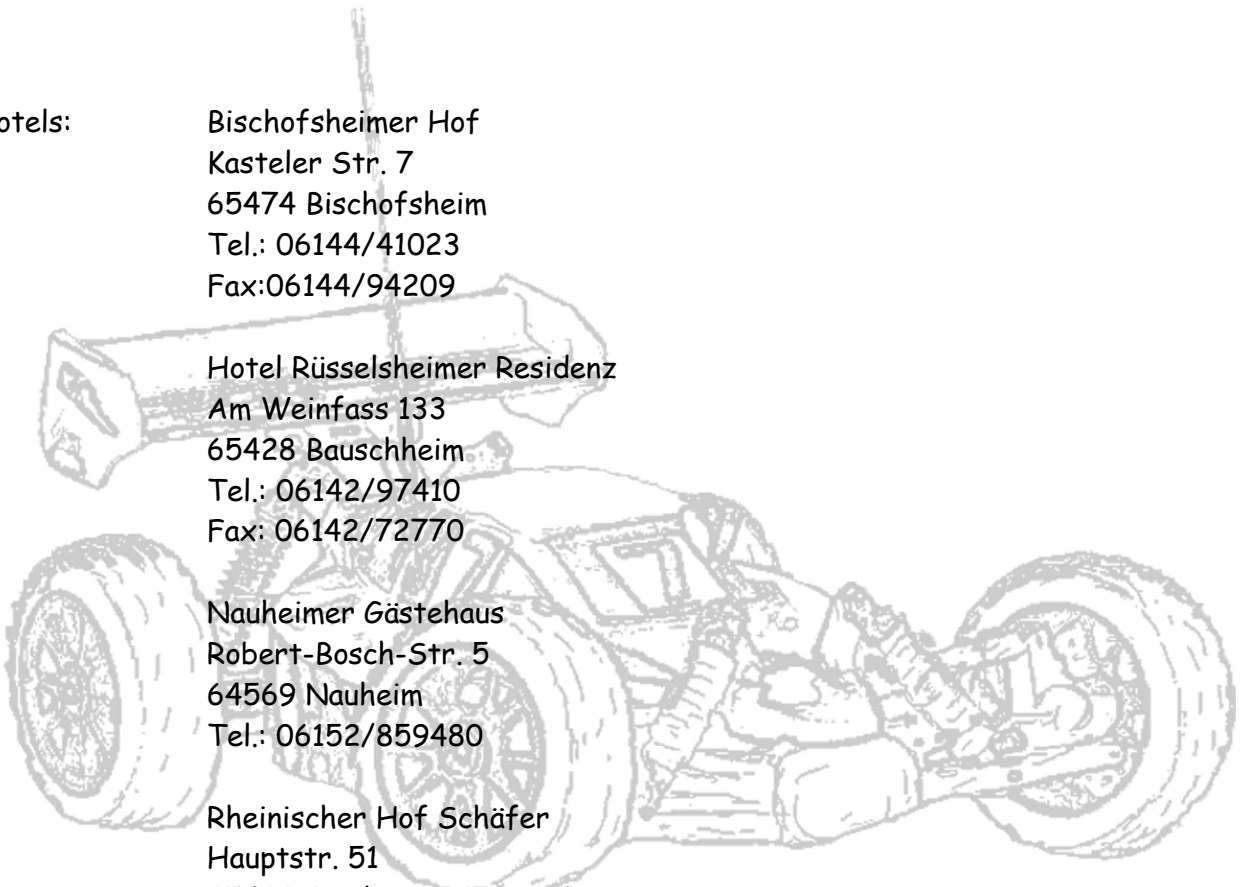 otels:
Bischofsheimer Hof
Kasteler Str. 7
65474 Bischofsheim
Tel.: 06144/41023
Fax:06144/94209
Hotel Rüsselsheimer Residenz
Am Weinfass 133
65428 Bauschheim
Tel.: 06142/97410
Fax: 06142/72770
Nauheimer Gästehaus
Robert-Bosch-Str. 5
64569 Nauheim
Tel.: 06152/859480
Rheinischer Hof Schäfer
Hauptstr. 51